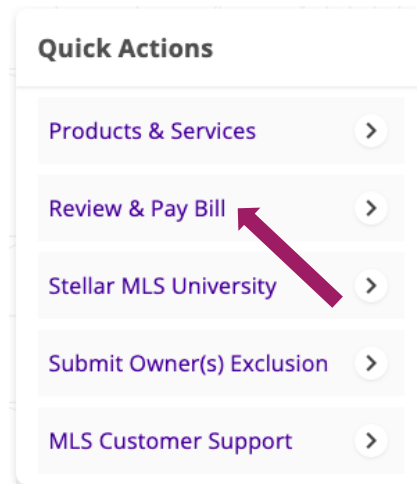 Quick Actions
Products & Services
Review & Pay Bill
Stellar MLS University
Submit Owner(s) Exclusion
MLS Customer Support